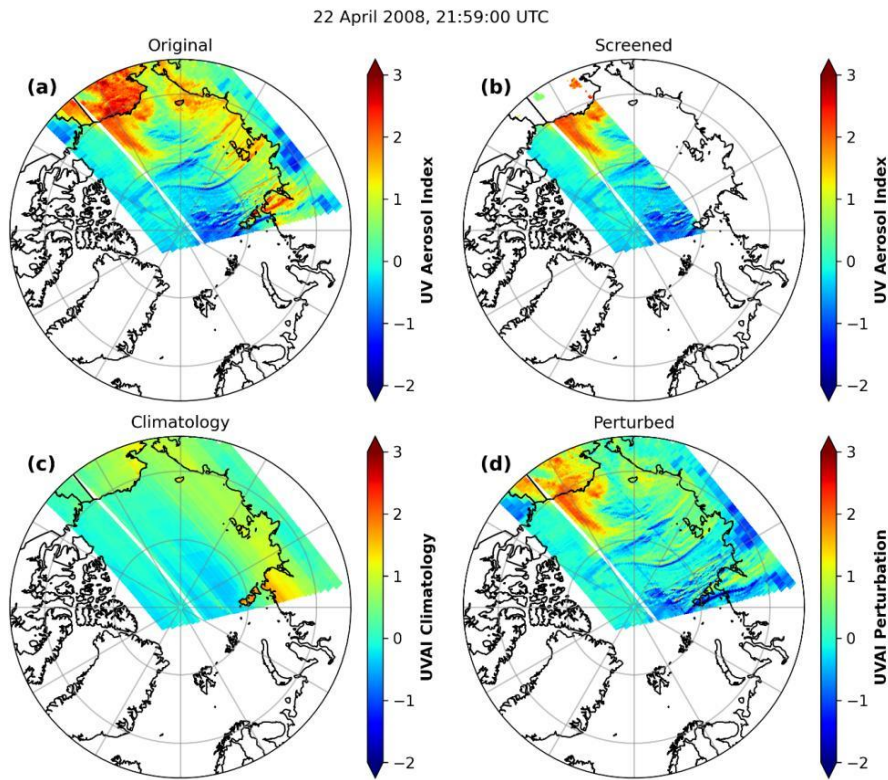 22 April 2008, 21:59:00 UTC
Original
Screened
(a)
3
2
1
0
−1
−2
UV Aerosol Index
(b)
3
2
1
0
−1
−2
UV Aerosol Index
Climatology
Perturbed
(c)
3
2
1
0
−1
−2
UVAI Climatology
(d)
3
2
1
0
−1
−2
UVAI Perturbation